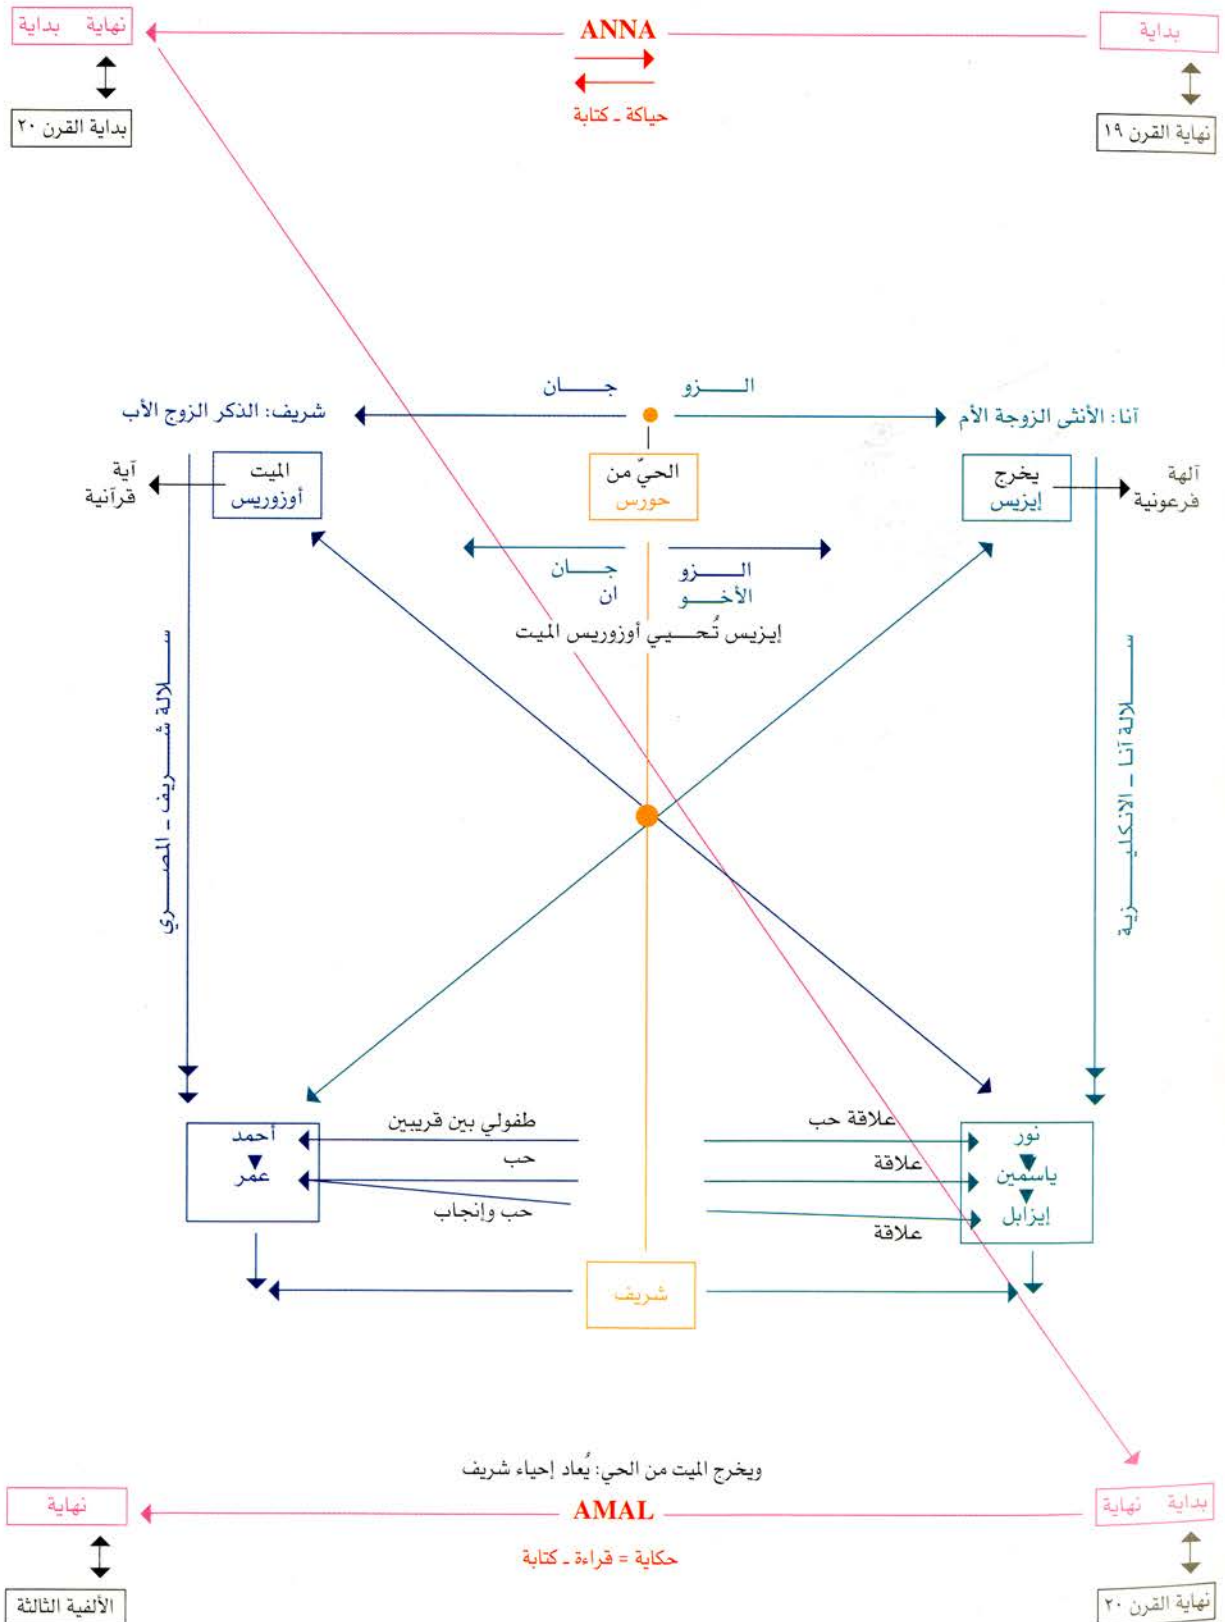 بداية
ANNA
نهاية بداية
نهاية القرن ١٩
حياكة ـ كتابة
بداية القرن ٢٠
الـــزو جــــان
آنا: الأنثى الزوجة الأم
شريف: الذكر الزوج الأب
آلهة
فرعونية
يخرج
إيزيس
الحيّ من
حورس
الميت
أوزوريس
آية
قرآنية
الـــزو جــــان
الأخـــو ان
إيزيس تُحـــيي أوزوريس الميت
ســـلالة آنا ـ الانكليـــزية
ســـلالة شـــريف ـ المصـــري
نور
ياسمين
إيزابل
علاقة حب
طفولي بين قريبين
علاقة
حب
علاقة
حب وإنجاب
أحمد
عمر
شريف
ويخرج الميت من الحي: يُعاد إحياء شريف
بداية نهاية
AMAL
نهاية
حكاية = قراءة ـ كتابة
نهاية القرن ٢٠
الألفية الثالثة